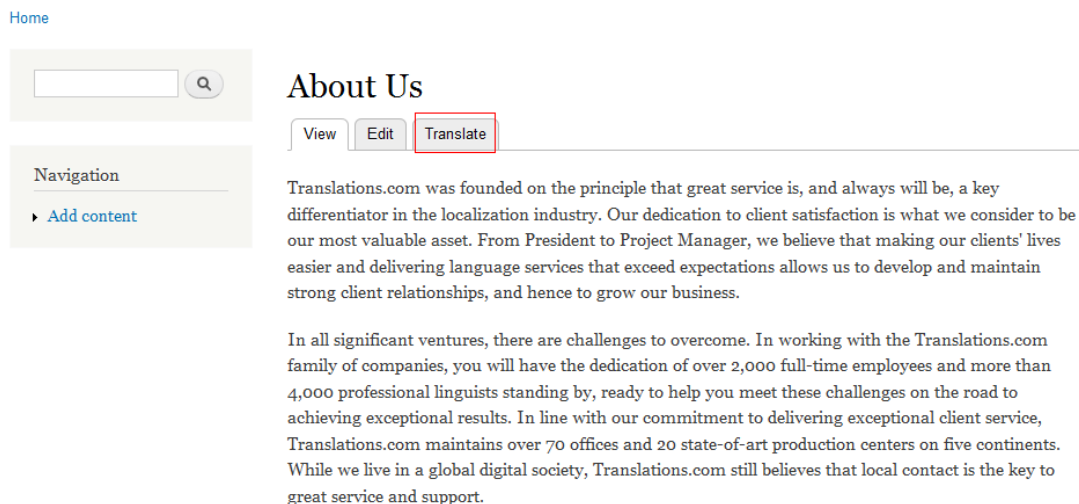 Home
About Us
View Edit Translate
Navigation
Add content
Translations.com was founded on the principle that great service is, and always will be, a key
differentiator in the localization industry. Our dedication to client satisfaction is what we consider to be
our most valuable asset. From President to Project Manager, we believe that making our clients' lives
easier and delivering language services that exceed expectations allows us to develop and maintain
strong client relationships, and hence to grow our business.
In all significant ventures, there are challenges to overcome. In working with the Translations.com
family of companies, you will have the dedication of over 2,000 full-time employees and more than
4,000 professional linguists standing by, ready to help you meet these challenges on the road to
achieving exceptional results. In line with our commitment to delivering exceptional client service,
Translations.com maintains over 70 offices and 20 state-of-art production centers on five continents.
While we live in a global digital society, Translations.com still believes that local contact is the key to
great service and support.